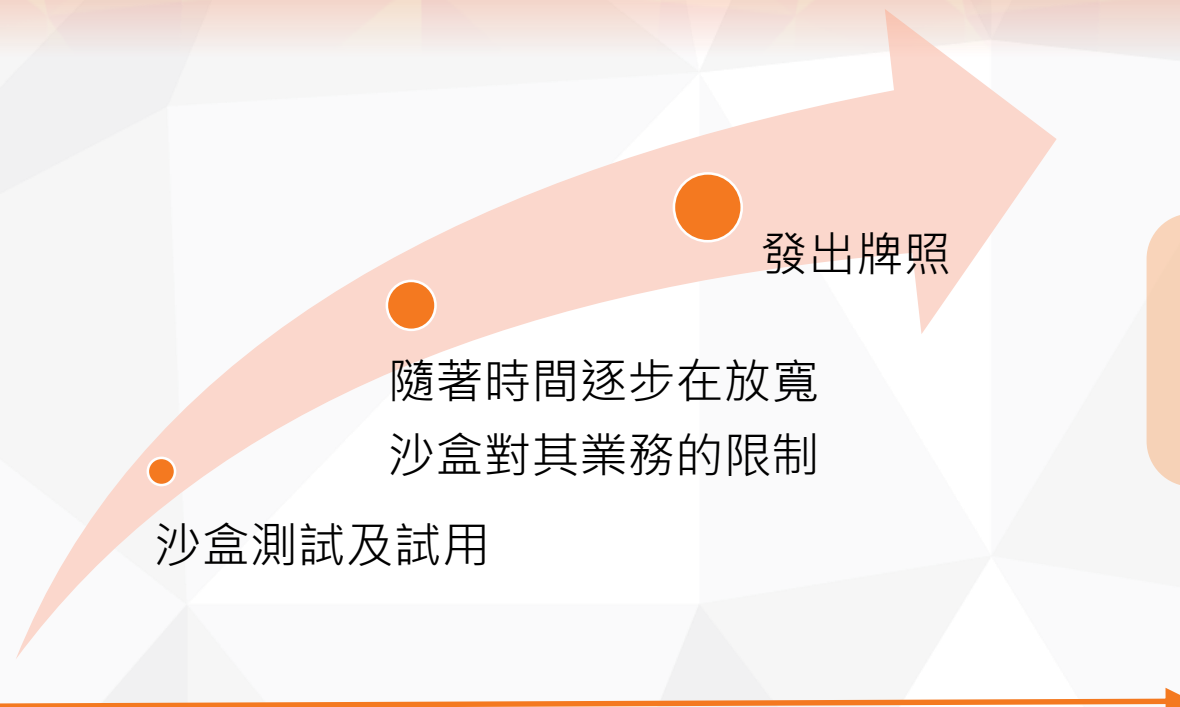 發出牌照
隨著時間逐步在放寬
沙盒對其業務的限制
沙盒測試及試用